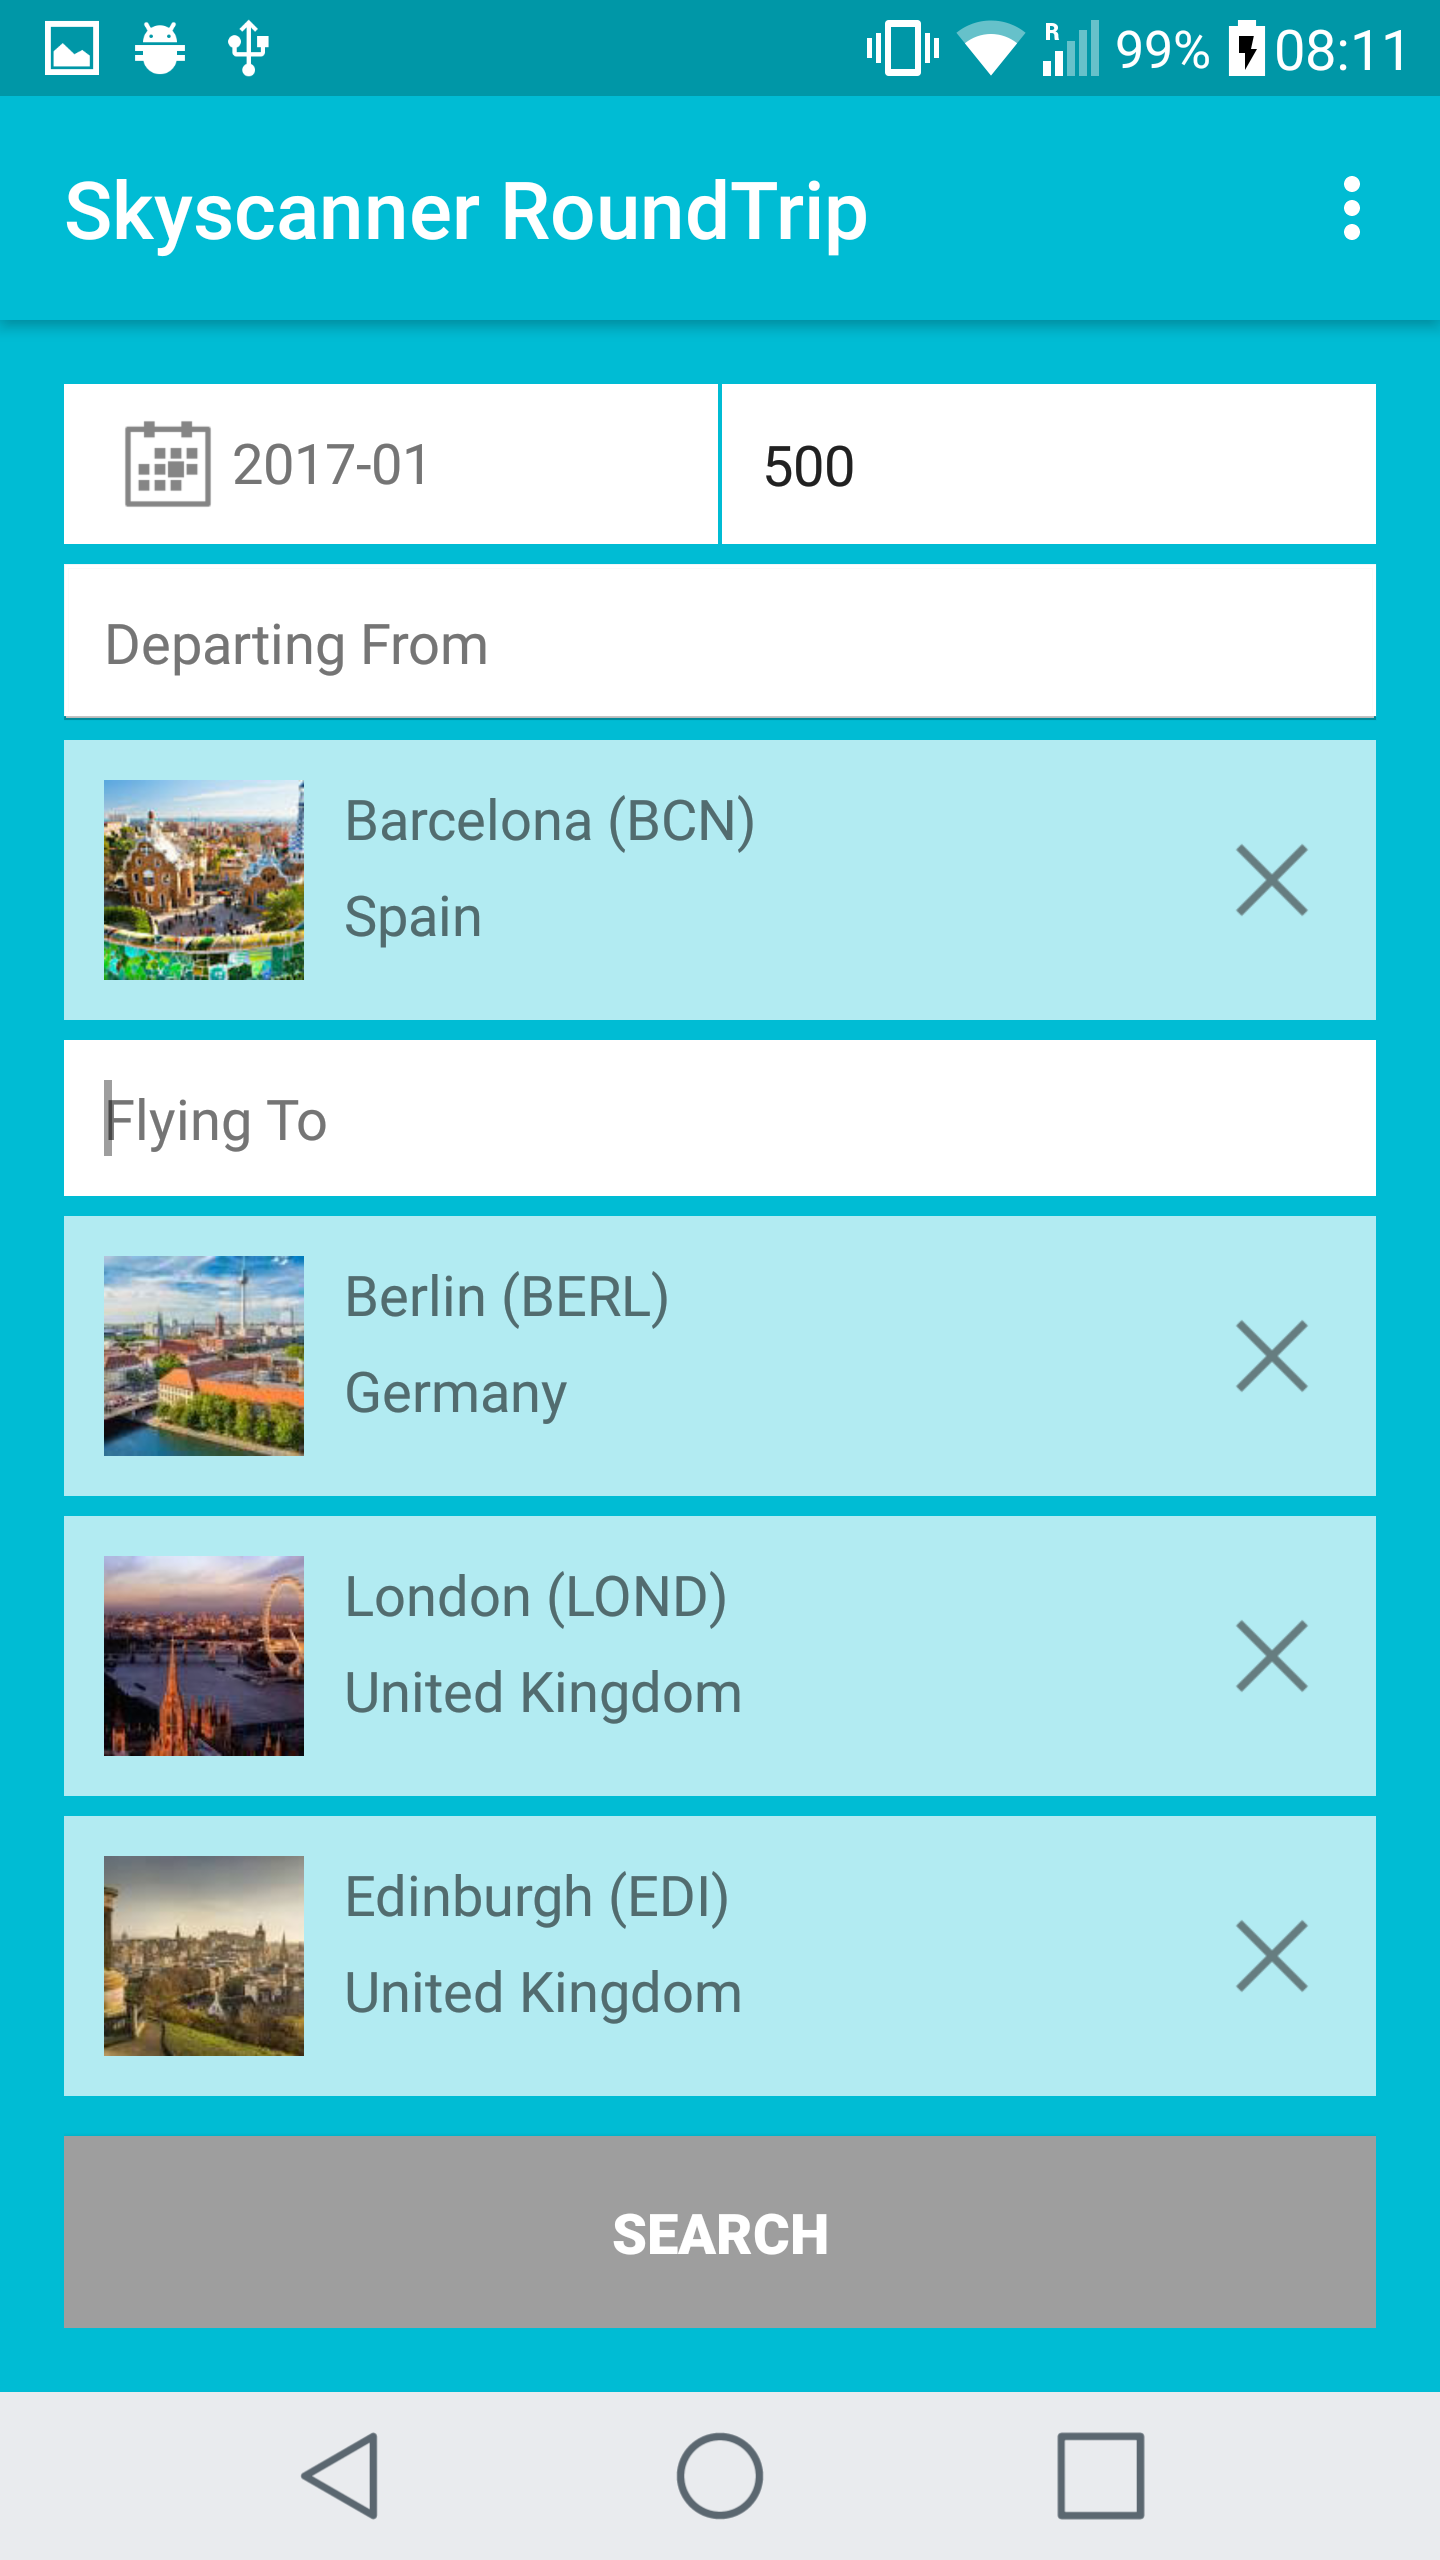 R 99% 08:11
Skyscanner RoundTrip
2017-01 500
Departing From
Barcelona (BCN)
Spain
Flying To
Berlin (BERL)
Germany
London (LOND)
United Kingdom
Edinburgh (EDI)
United Kingdom
SEARCH